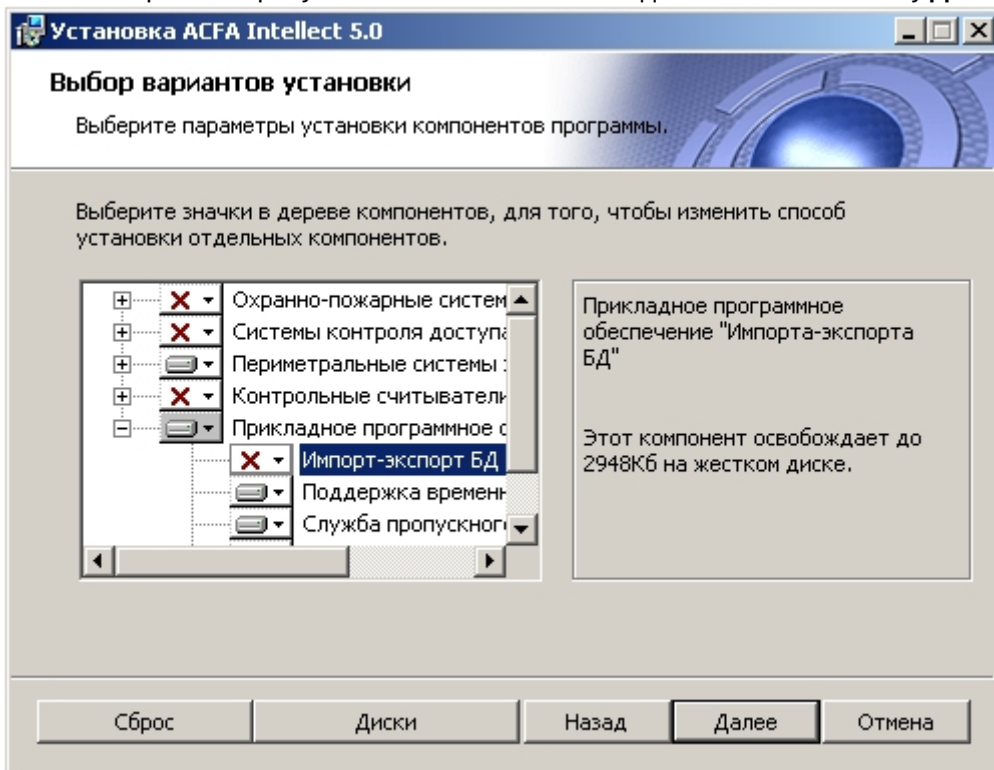 Установка ACFA Intellect 5.0
Выбор вариантов установки
Выберите параметры установки компонентов программы.
Выберите значки в дереве компонентов, для того, чтобы изменить способ
установки отдельных компонентов.
Охранно-пожарные систем
Системы контроля доступа
Периметральные системы
Контрольные считыватели
Прикладное программное с
Импорт-экспорт БД
Поддержка временн
Служба пропускног
Прикладное программное
обеспечение "Импорта-экспорта
БД"
Этот компонент освобождает до
2948Кб на жестком диске.
Сброс
Диски
Назад
Далее
Отмена